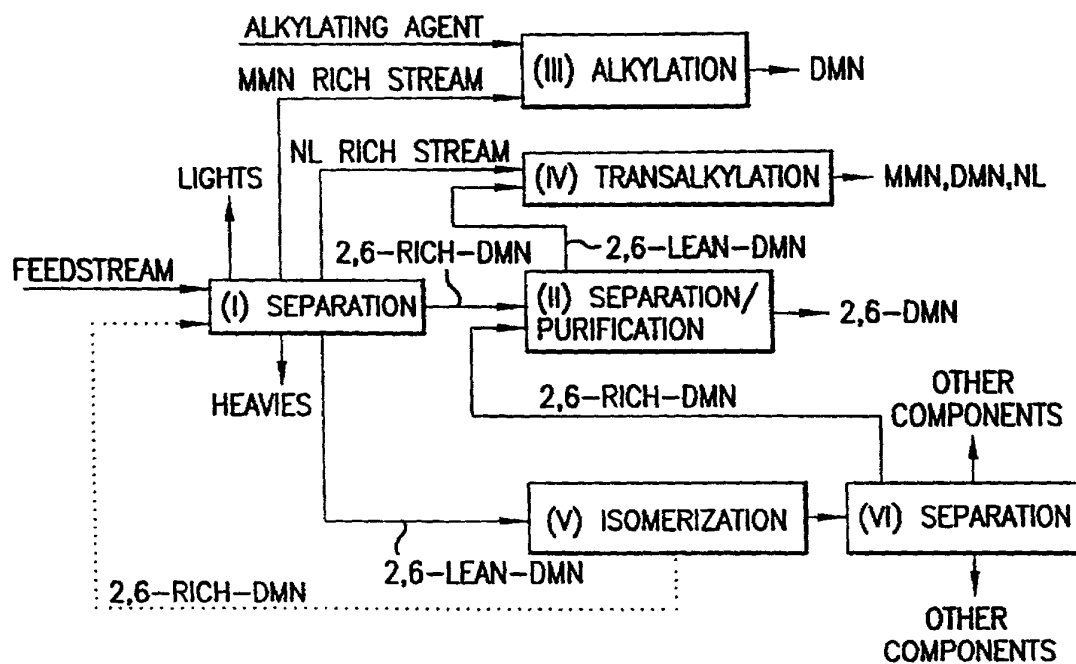 ALKYLATING AGENT
(III) ALKYLATION
DMN
MMN RICH STREAM
NL RICH STREAM
LIGHTS
(IV) TRANSALKYLATION
MMN,DMN,NL
2,6-RICH-DMN
2,6-LEAN-DMN
FEEDSTREAM
(I) SEPARATION
(II) SEPARATION/
PURIFICATION
2,6-DMN
HEAVIES
2,6-RICH-DMN
OTHER
COMPONENTS
(V) ISOMERIZATION
(VI) SEPARATION
2,6-LEAN-DMN
2,6-RICH-DMN
OTHER
COMPONENTS